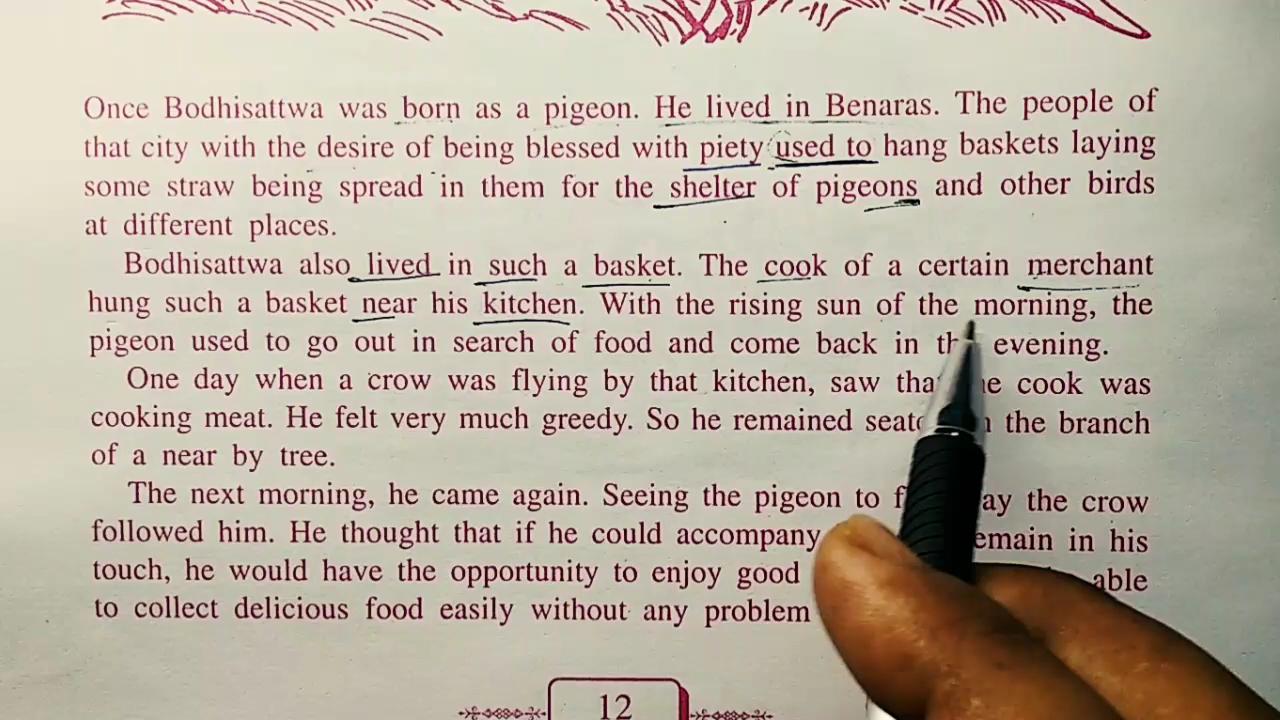 Once Bodhisattwa was born as a pigeon. He lived in Benaras. The people of
that city with the desire of being blessed with piety used to hang baskets laying
some straw being spread in them for the shelter of pigeons and other birds
at different places.
Bodhisattwa also lived in such a basket. The cook of a certain merchant
hung such a basket near his kitchen. With the rising sun of the morning, the
pigeon used to go out in search of food and come back in evening.
One day when a crow was flying by that kitchen, saw cook was
cooking meat. He felt very much greedy. So he remained the branch
of a near by tree.
The next morning, he came again. Seeing the pigeon to the crow
followed him. He thought that if he could accompany in his
touch, he would have the opportunity to enjoy good able
to collect delicious food easily without any problem
12